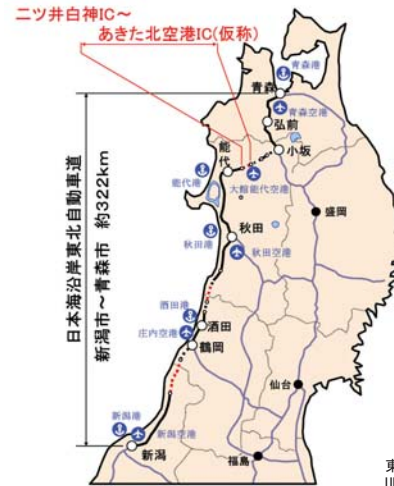 二ツ井白神IC～
あきた北空港IC(仮称)
青森港
青森
青森空港
弘前
小坂
能代
能代港
大館能代空港
盛岡
秋田
秋田港
秋田空港
日本海沿岸東北自動車道
新潟市～青森市 約322km
酒田港
酒田
庄内空港
鶴岡
仙台
新潟港
新潟空港
新潟
福島
東